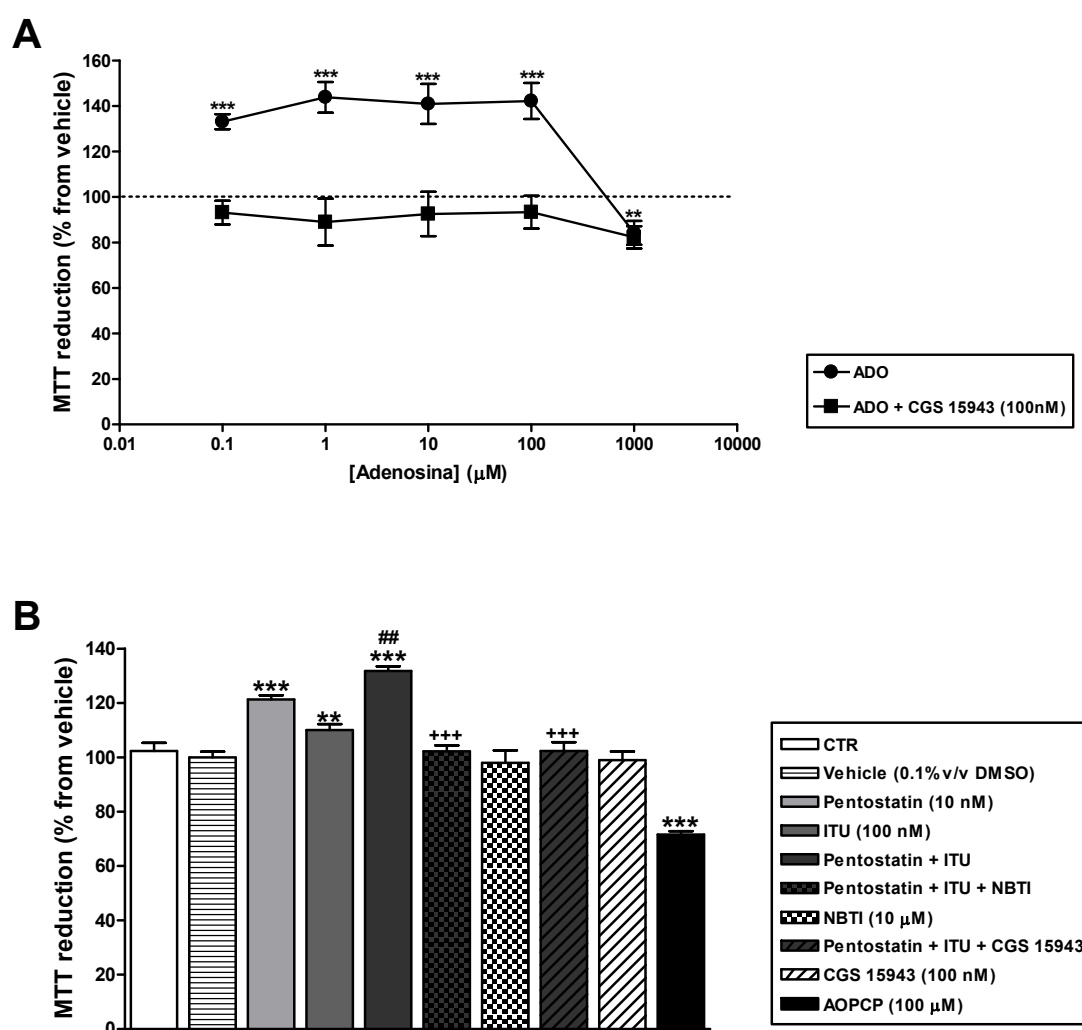 A
MTT reduction (% from vehicle)
160
140
120
100
80
60
40
20
0
***
***
***
***
**
0.01
0.1
1
10
100
1000
10000
[Adenosina] (µM)
ADO
ADO + CGS 15943 (100nM)
B
MTT reduction (% from vehicle)
140
120
100
80
60
40
20
0
***
**
##
***
+++
+++
***
CTR
Vehicle (0.1%v/v DMSO)
Pentostatin (10 nM)
ITU (100 nM)
Pentostatin + ITU
Pentostatin + ITU + NBTI
NBTI (10 µM)
Pentostatin + ITU + CGS 15943
CGS 15943 (100 nM)
AOPCP (100 µM)